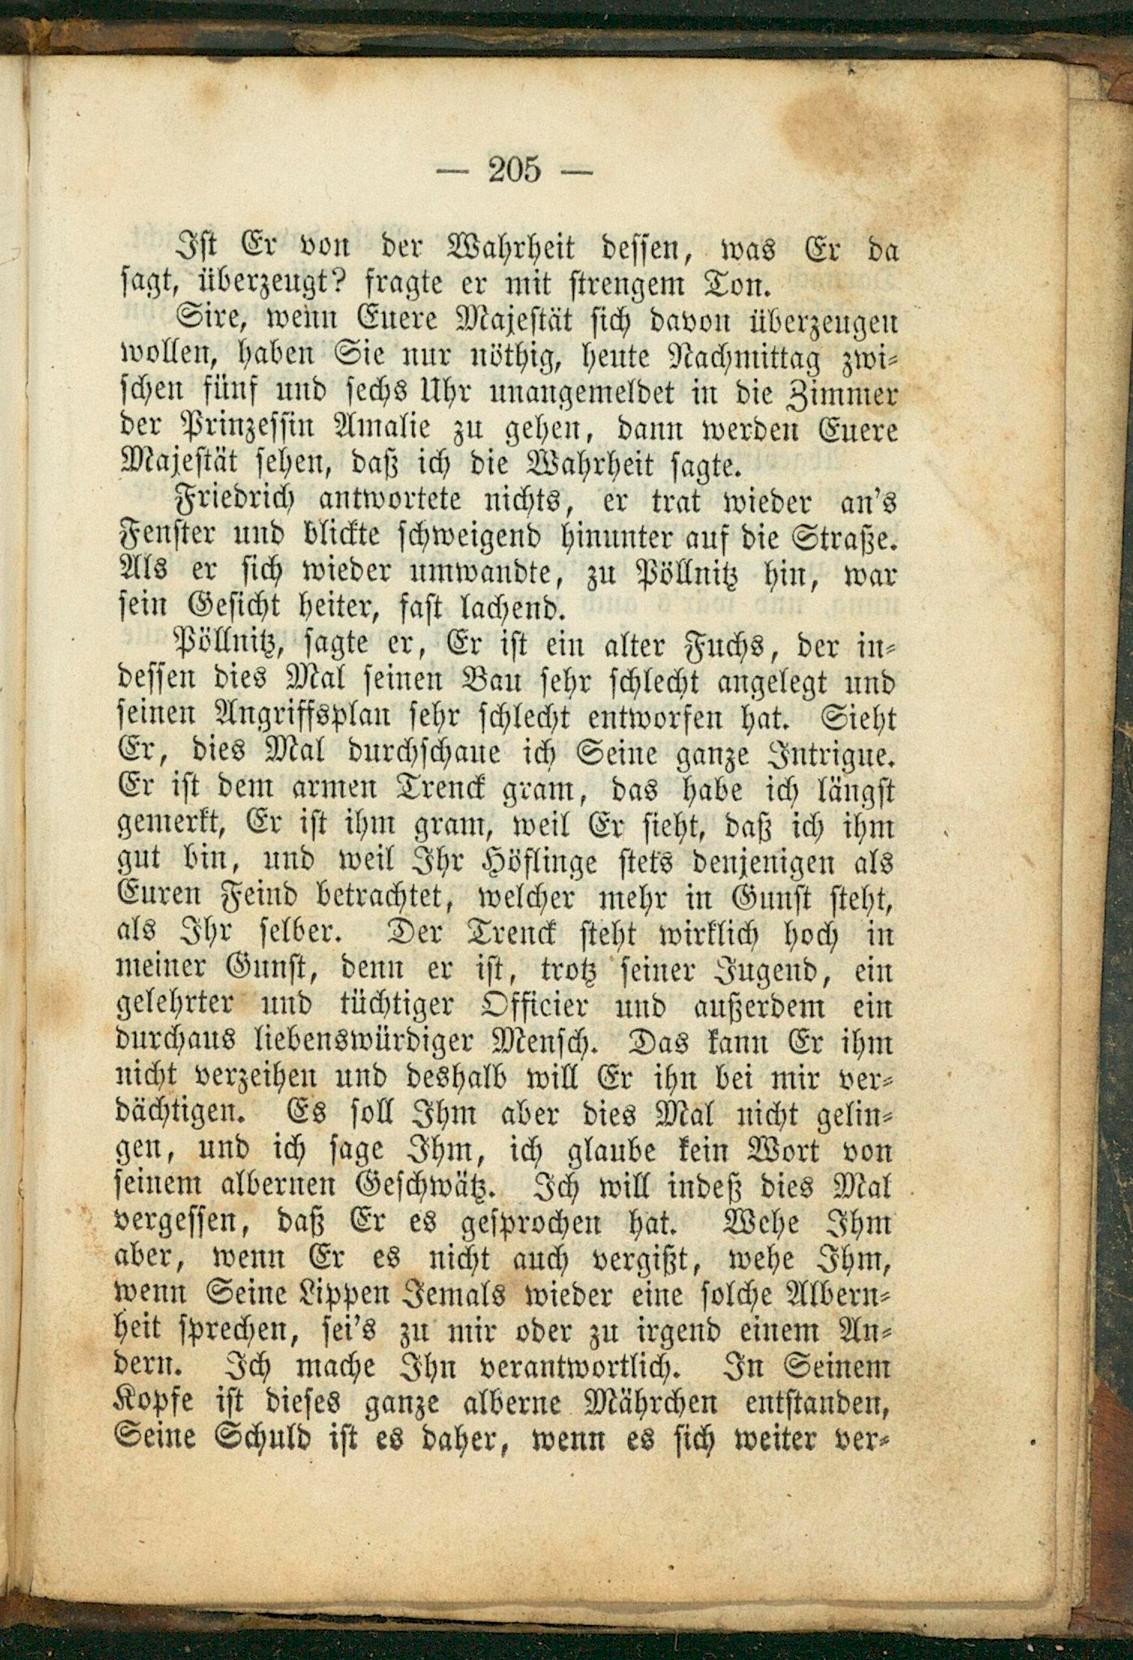 — 205 —
Ist Er von der Wahrheit dessen, was Er da
sagt, überzeugt? fragte er mit strengem Ton.
Sire, wenn Euere Majestät sich davon überzeugen
wollen, haben Sie nur nöthig, heute Nachmittag zwi-
schen fünf und sechs Uhr unangemeldet in die Zimmer
der Prinzessin Amalie zu gehen, dann werden Euere
Majestät sehen, daß ich die Wahrheit sagte.
Friedrich antwortete nichts, er trat wieder an's
Fenster und blickte schweigend hinunter auf die Straße.
Als er sich wieder umwandte, zu Pöllnitz hin, war
sein Gesicht heiter, fast lachend.
Pöllnitz, sagte er, Er ist ein alter Fuchs, der in-
dessen dies Mal seinen Bau sehr schlecht angelegt und
seinen Angriffsplan sehr schlecht entworfen hat. Sieht
Er, dies Mal durchschaue ich Seine ganze Intrigue.
Er ist dem armen Trenck gram, das habe ich längst
gemerkt, Er ist ihm gram, weil Er sieht, daß ich ihm
gut bin, und weil Ihr Höflinge stets denjenigen als
Euren Feind betrachtet, welcher mehr in Gunst steht,
als Ihr selber. Der Trenck steht wirklich hoch in
meiner Gunst, denn er ist, trotz seiner Jugend, ein
gelehrter und tüchtiger Officier und außerdem ein
durchaus liebenswürdiger Mensch. Das kann Er ihm
nicht verzeihen und deshalb will Er ihn bei mir ver-
dächtigen. Es soll Ihm aber dies Mal nicht gelin-
gen, und ich sage Ihm, ich glaube kein Wort von
seinem albernen Geschwätz. Ich will indeß dies Mal
vergessen, daß Er es gesprochen hat. Wehe Ihm
aber, wenn Er es nicht auch vergißt, wehe Ihm,
wenn Seine Lippen Jemals wieder eine solche Albern-
heit sprechen, sei's zu mir oder zu irgend einem An-
dern. Ich mache Ihn verantwortlich. In Seinem
Kopfe ist dieses ganze alberne Mährchen entstanden,
Seine Schuld ist es daher, wenn es sich weiter ver-